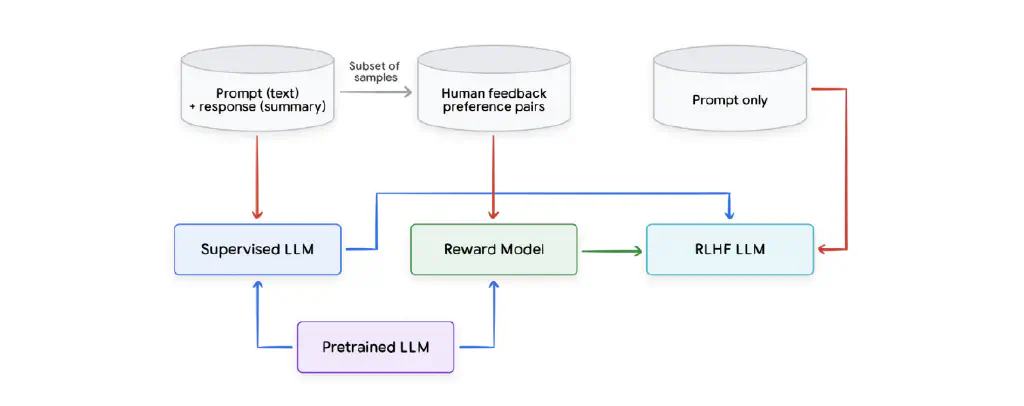 Prompt (text)
+ response (summary)
Subset of
samples
Human feedback
preference pairs
Prompt only
Supervised LLM
Reward Model
RLHF LLM
Pretrained LLM